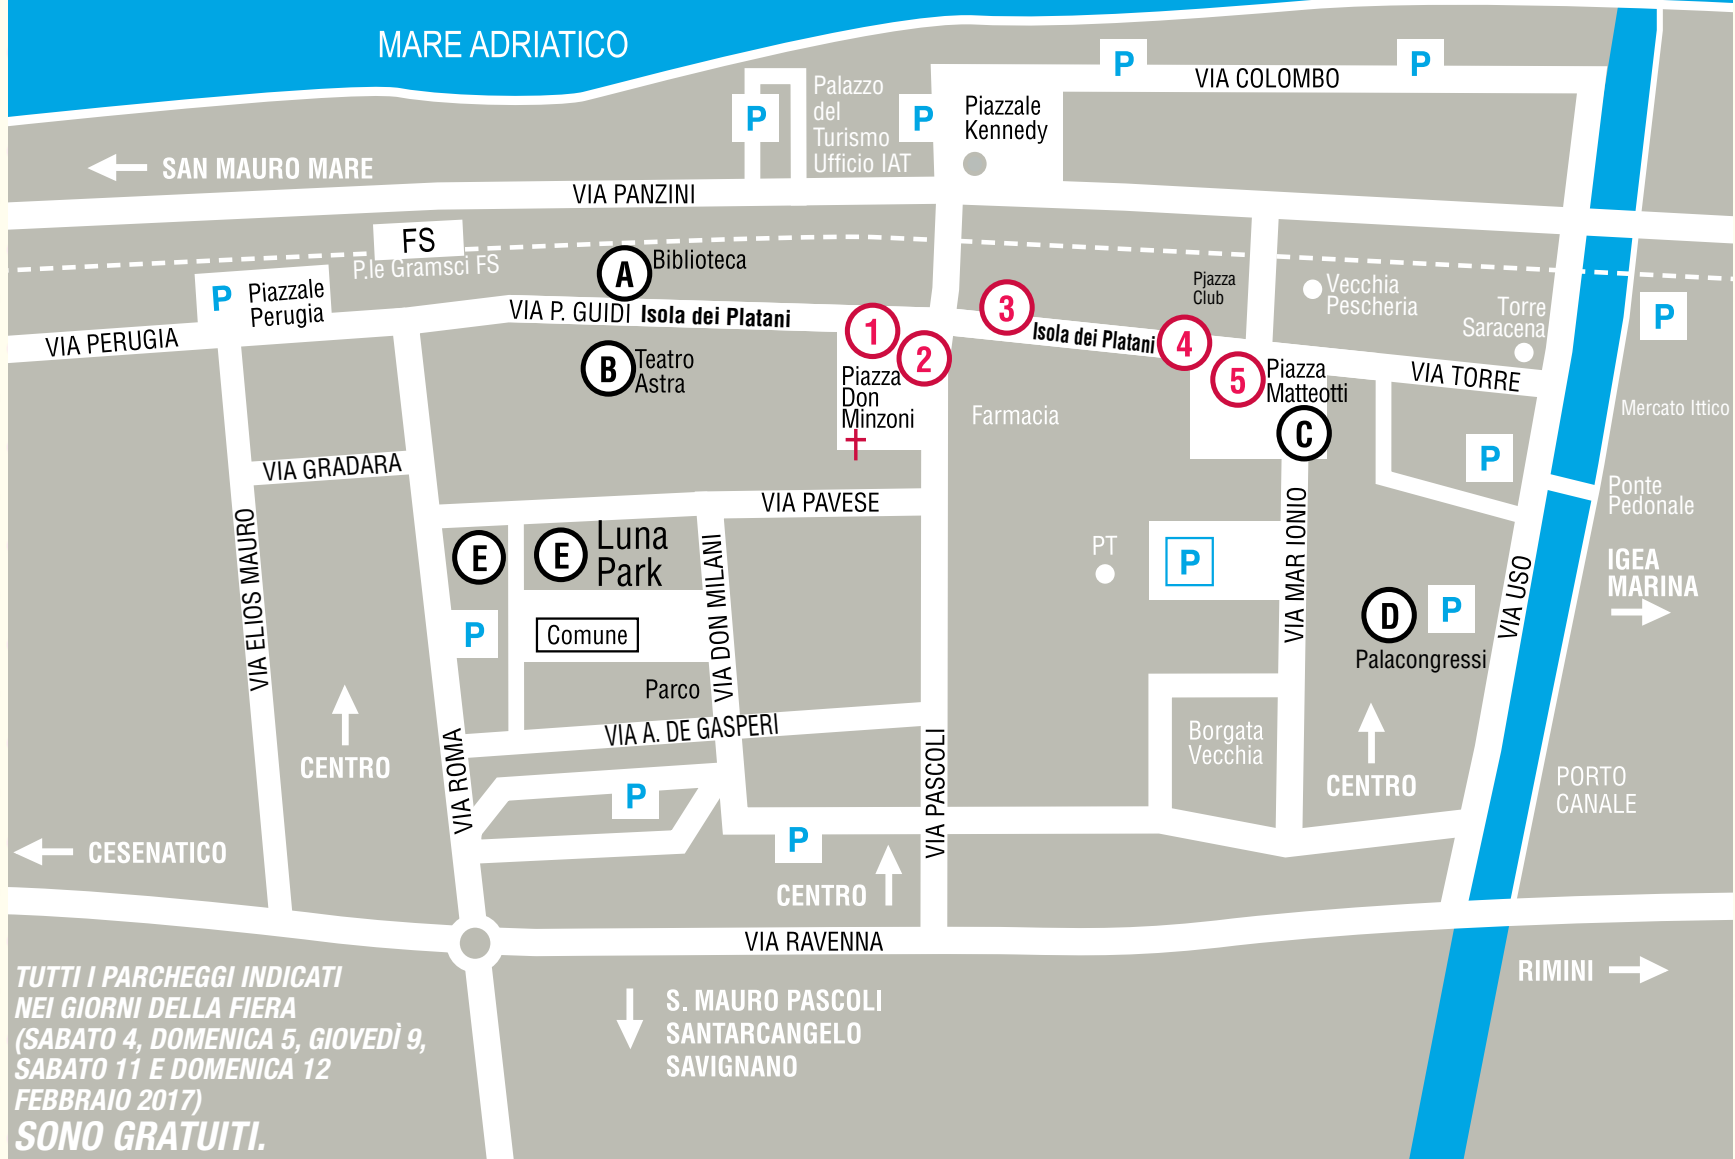 MARE ADRIATICO
P
P
VIA COLOMBO
Palazzo
del
Turismo
Ufficio IAT
P
P
Piazzale
Kennedy
SAN MAURO MARE
VIA PANZINI
FS
P.le Gramsci FS
A
Biblioteca
P
Piazzale
Perugia
VIA PERUGIA
VIA P. GUIDI Isola dei Platani
1
2
3
Isola dei Platani
4
5
Pjazza
Club
Vecchia
Pescheria
Torre
Saracena
P
B
Teatro
Astra
Piazza
Don
Minzoni
Farmacia
Piazza
Matteotti
C
VIA TORRE
Mercato Ittico
P
VIA GRADARA
VIA PAVESE
Ponte
Pedonale
VIA ELIOS MAURO
E
E
Luna
Park
VIA DON MILANI
PT
P
VIA MAR IONIO
VIA USO
IGEA
MARINA
P
Comune
D
P
Palacongressi
Parco
VIA A. DE GASPERI
VIA ROMA
CENTRO
VIA PASCOLI
Borgata
Vecchia
CENTRO
PORTO
CANALE
P
P
CESENATICO
CENTRO
VIA RAVENNA
RIMINI
TUTTI I PARCHEGGI INDICATI
NEI GIORNI DELLA FIERA
(SABATO 4, DOMENICA 5, GIOVEDÌ 9,
SABATO 11 E DOMENICA 12
FEBBRAIO 2017)
SONO GRATUITI.
S. MAURO PASCOLI
SANTARCANGELO
SAVIGNANO